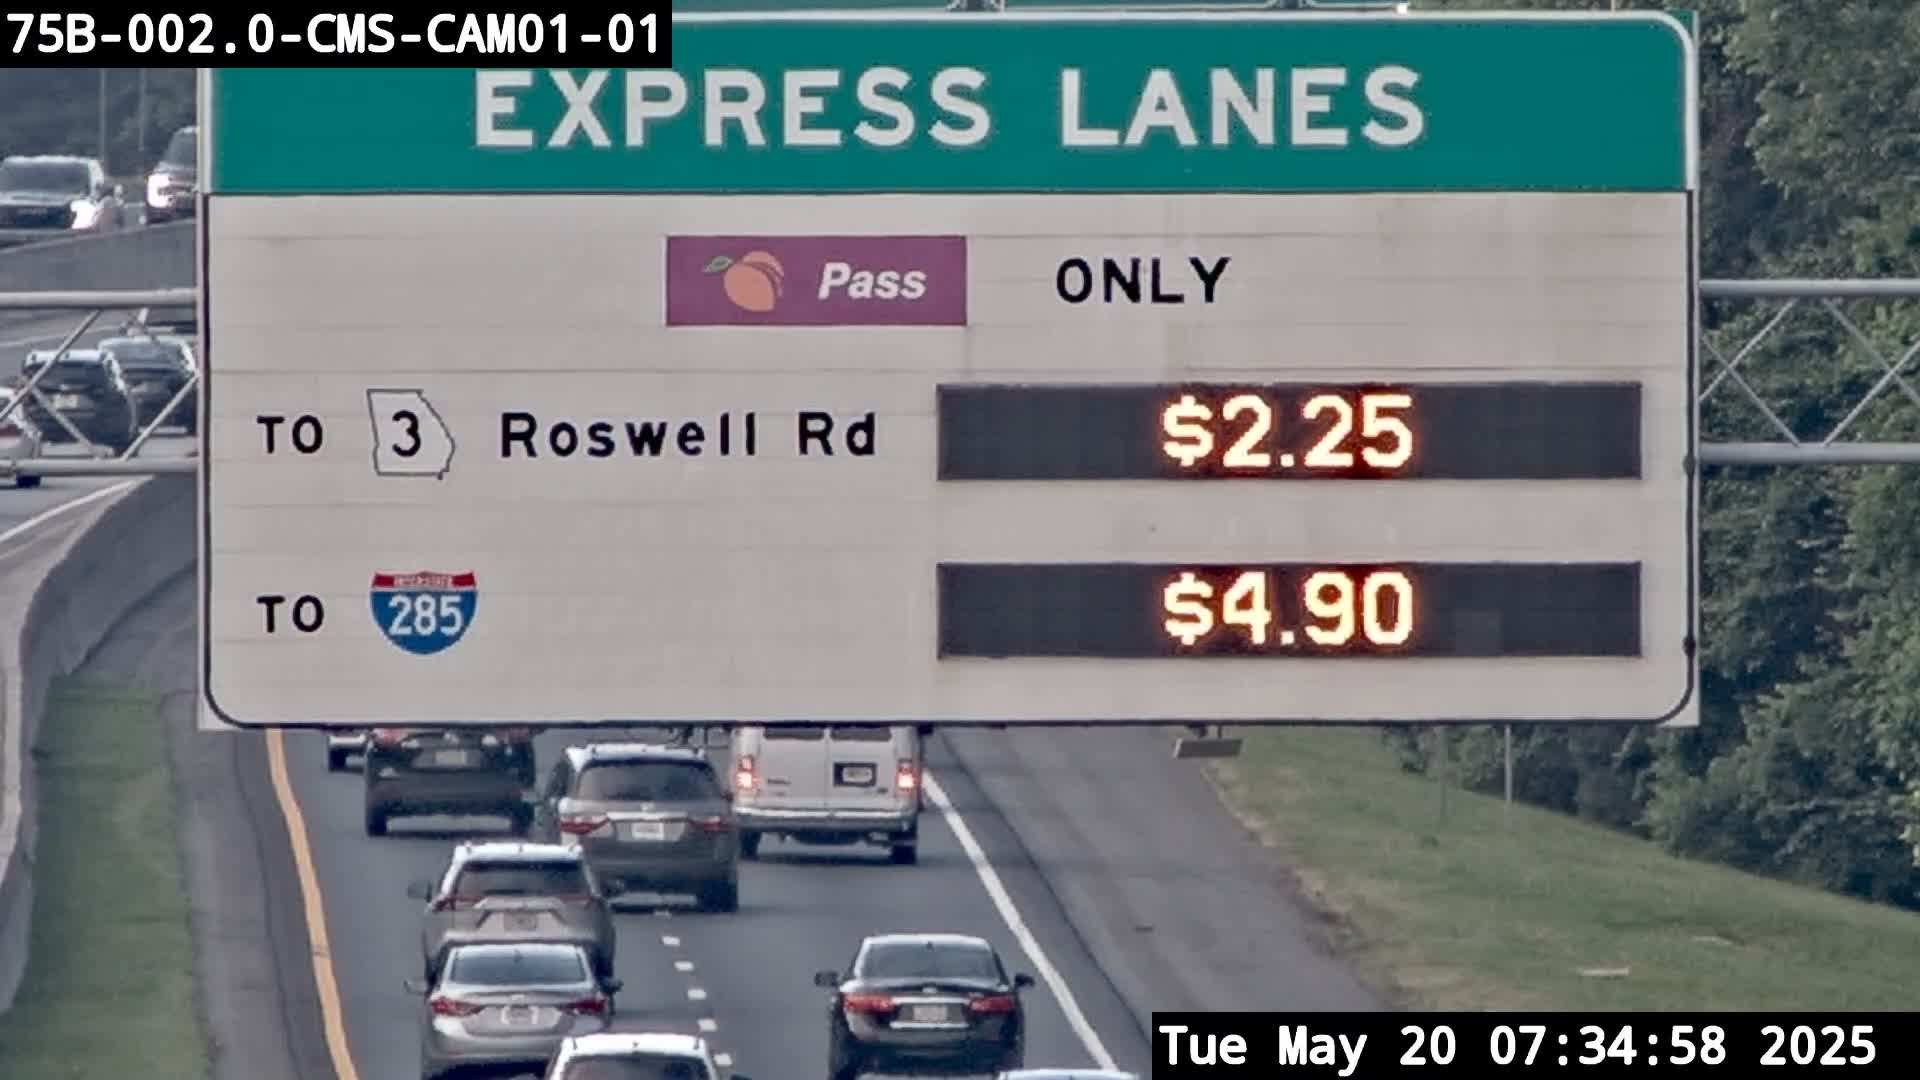 75B-002.0-CMS-CAM01-01
EXPRESS LANES
Pass ONLY
TO 3 Roswell Rd $2.25
INTERSTATE
TO 285 $4.90
Tue May 20 07:34:58 2025